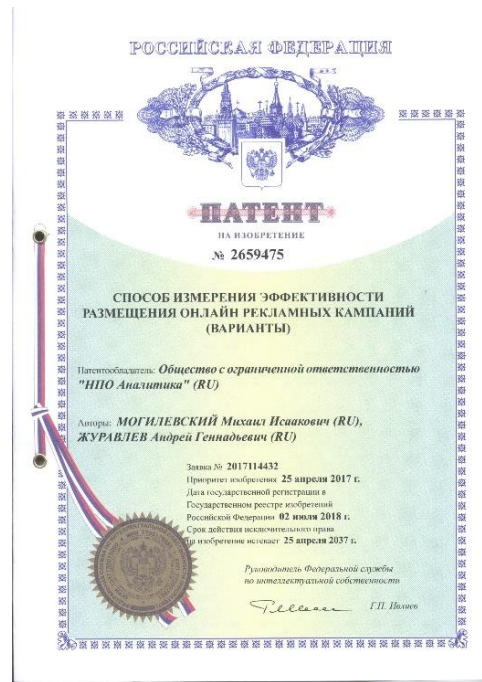 РОССИЙСКАЯ ФЕДЕРАЦИЯ
ПАТЕНТ
НА ИЗОБРЕТЕНИЕ
№ 2659475
СПОСОБ ИЗМЕРЕНИЯ ЭФФЕКТИВНОСТИ
РАЗМЕЩЕНИЯ ОНЛАЙН РЕКЛАМНЫХ КАМПАНИЙ
(ВАРИАНТЫ)
Патентообладатель: Общество с ограниченной ответственностью
"НПО Аналитика" (RU)
Авторы: МОГИЛЕВСКИЙ Михаил Исаакович (RU),
ЖУРАВЛЕВ Андрей Геннадьевич (RU)
Заявка № 2017114432
Приоритет изобретения 25 апреля 2017 г.
Дата государственной регистрации в
Государственном реестре изобретений
Российской Федерации 02 июля 2018 г.
Срок действия исключительного права
на изобретение истекает 25 апреля 2037 г.
Руководитель Федеральной службы
по интеллектуальной собственности
Г.П. Ивлиев